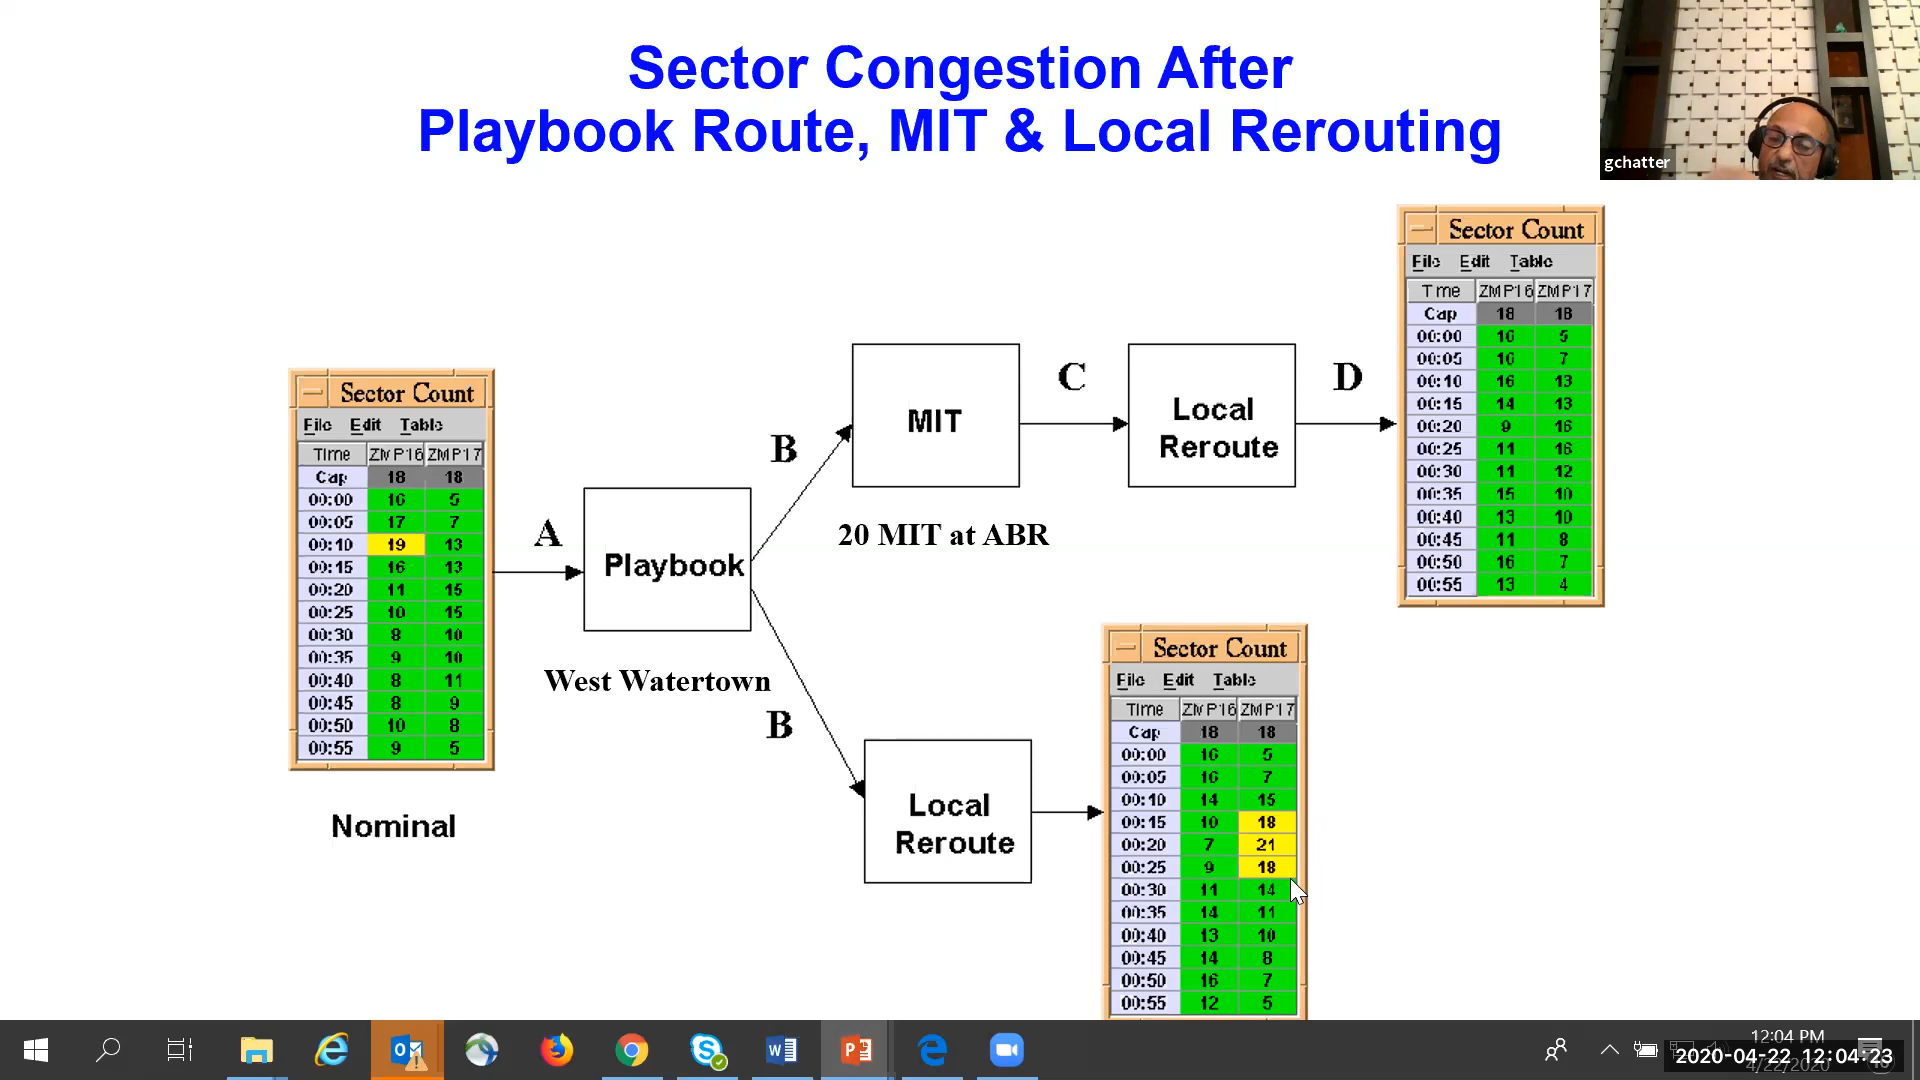 Sector Congestion After
Playbook Route, MIT & Local Rerouting
gchatter
Sector Count
File Edit Table
Time ZMP16 ZMP17
Cap 18 18
00:00 16 5
00:05 17 7
00:10 19 13
00:15 16 13
00:20 11 15
00:25 10 15
00:30 8 10
00:35 9 10
00:40 8 11
00:45 8 9
00:50 10 8
00:55 9 5
Nominal
A
Playbook
West Watertown
B
MIT
20 MIT at ABR
C
Local
Reroute
D
Sector Count
File Edit Table
Time ZMP16 ZMP17
Cap 18 18
00:00 16 5
00:05 16 7
00:10 16 13
00:15 14 13
00:20 9 16
00:25 11 16
00:30 11 12
00:35 15 10
00:40 13 10
00:45 11 8
00:50 16 7
00:55 13 4
B
Local
Reroute
Sector Count
File Edit Table
Time ZMP16 ZMP17
Cap 18 18
00:00 16 5
00:05 16 7
00:10 14 15
00:15 10 18
00:20 7 21
00:25 9 18
00:30 11 14
00:35 14 11
00:40 13 10
00:45 14 8
00:50 16 7
00:55 12 5
12:04 PM
2020-04-22 12:04:23
4/22/2020